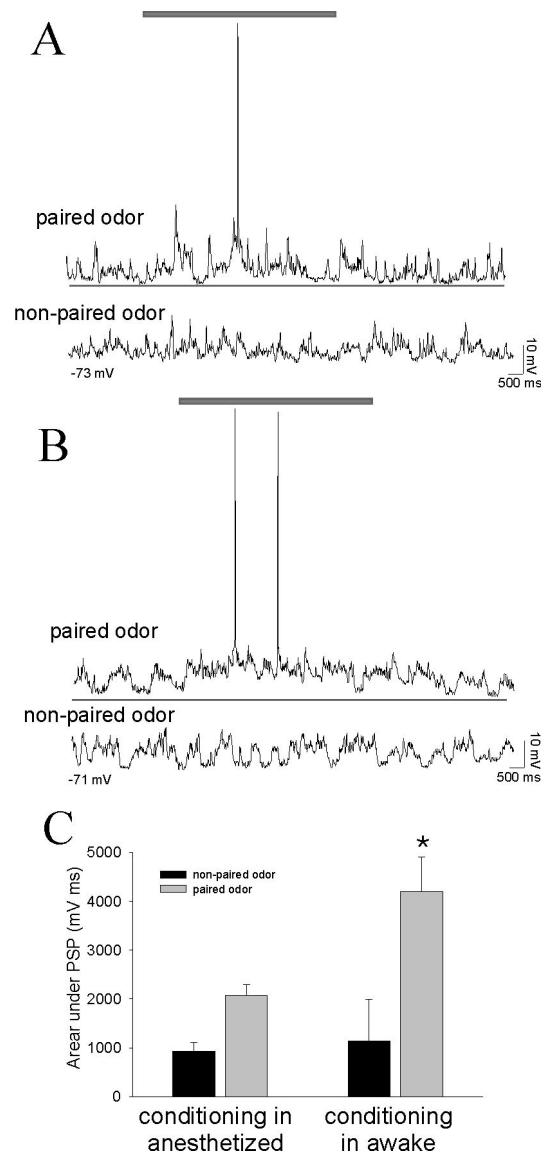 A
paired odor
non-paired odor
-73 mV
10 mV
500 ms
B
paired odor
non-paired odor
-71 mV
10 mV
500 ms
C
*
5000
4000
3000
2000
1000
0
Arear under PSP (mV ms)
non-paired odor
paired odor
conditioning in
anesthetized
conditioning
in awake